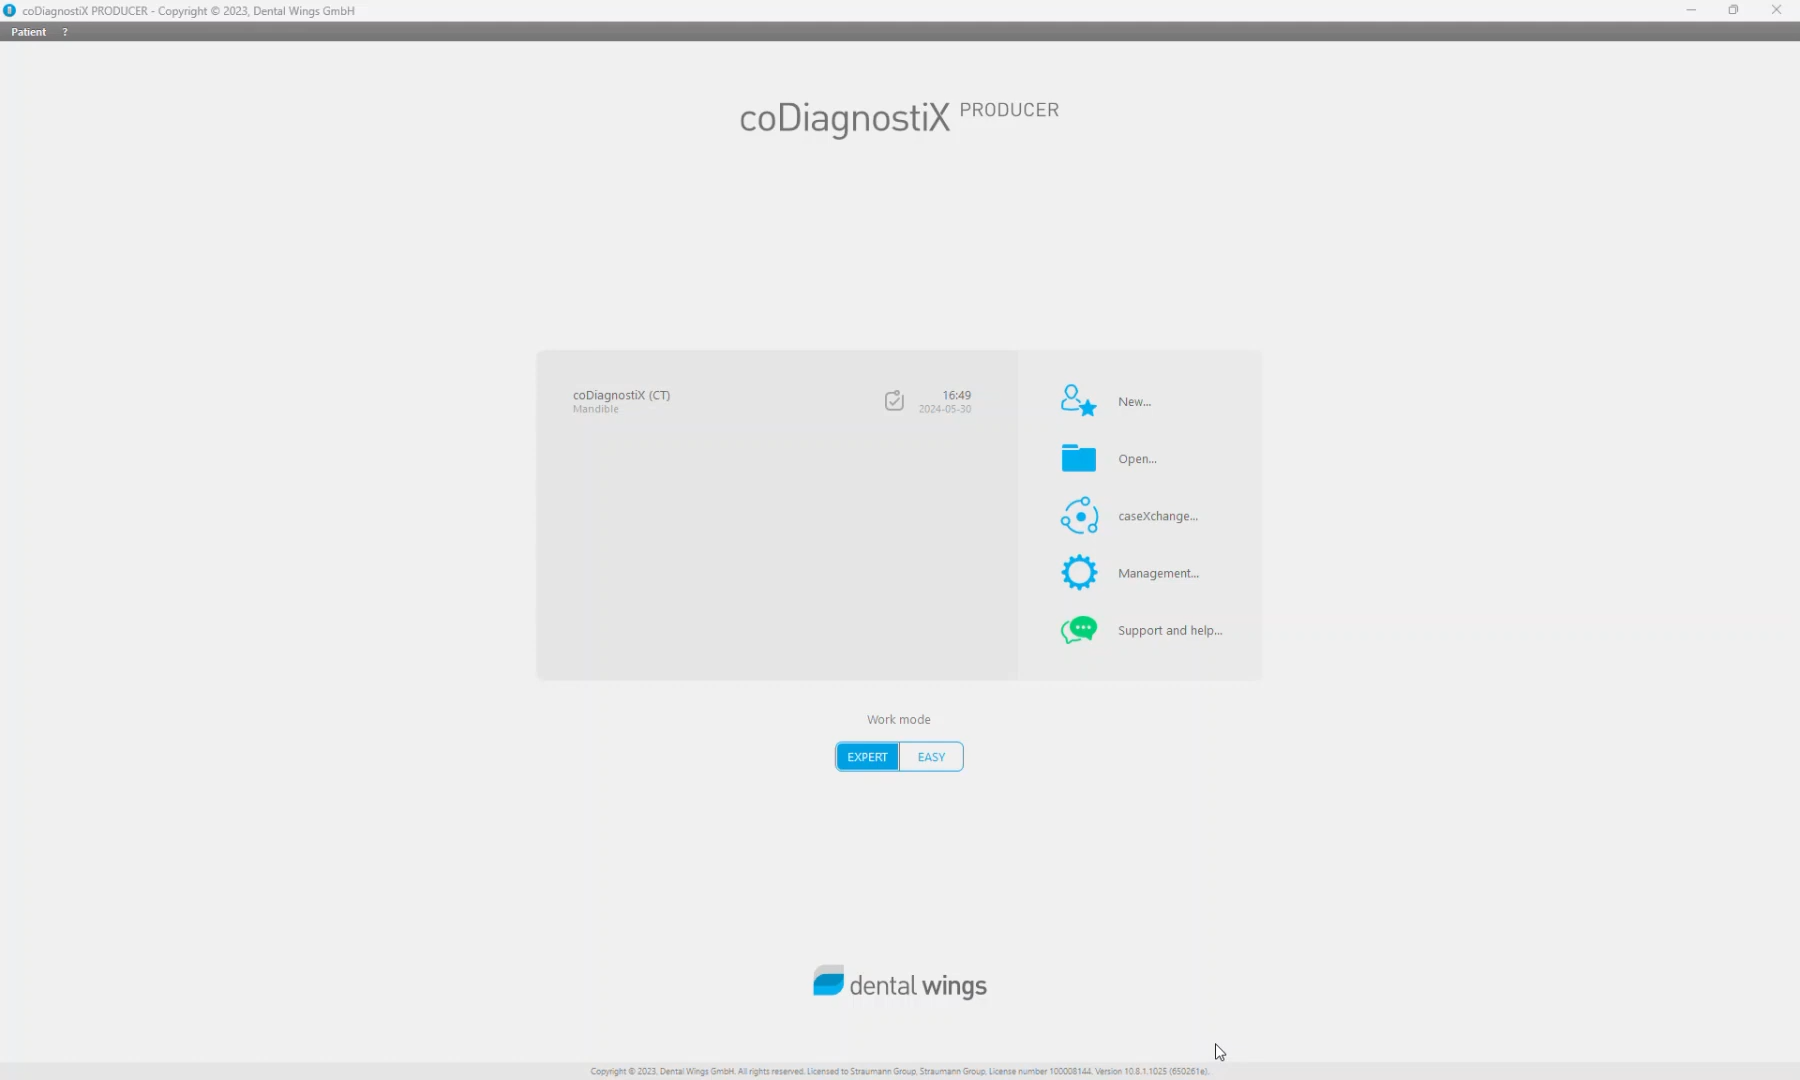 coDiagnostiX PRODUCER - Copyright © 2023, Dental Wings GmbH
Patient ?
coDiagnostiX PRODUCER
coDiagnostiX (CT)
Mandible
16:49
2024-05-30
New...
Open...
caseXchange...
Management...
Support and help...
Work mode
EXPERT EASY
dental wings
Copyright © 2023, Dental Wings GmbH. All rights reserved. Licensed to Straumann Group, Straumann Group, License number 100008144, Version 10.8.1.1025 (650261e).